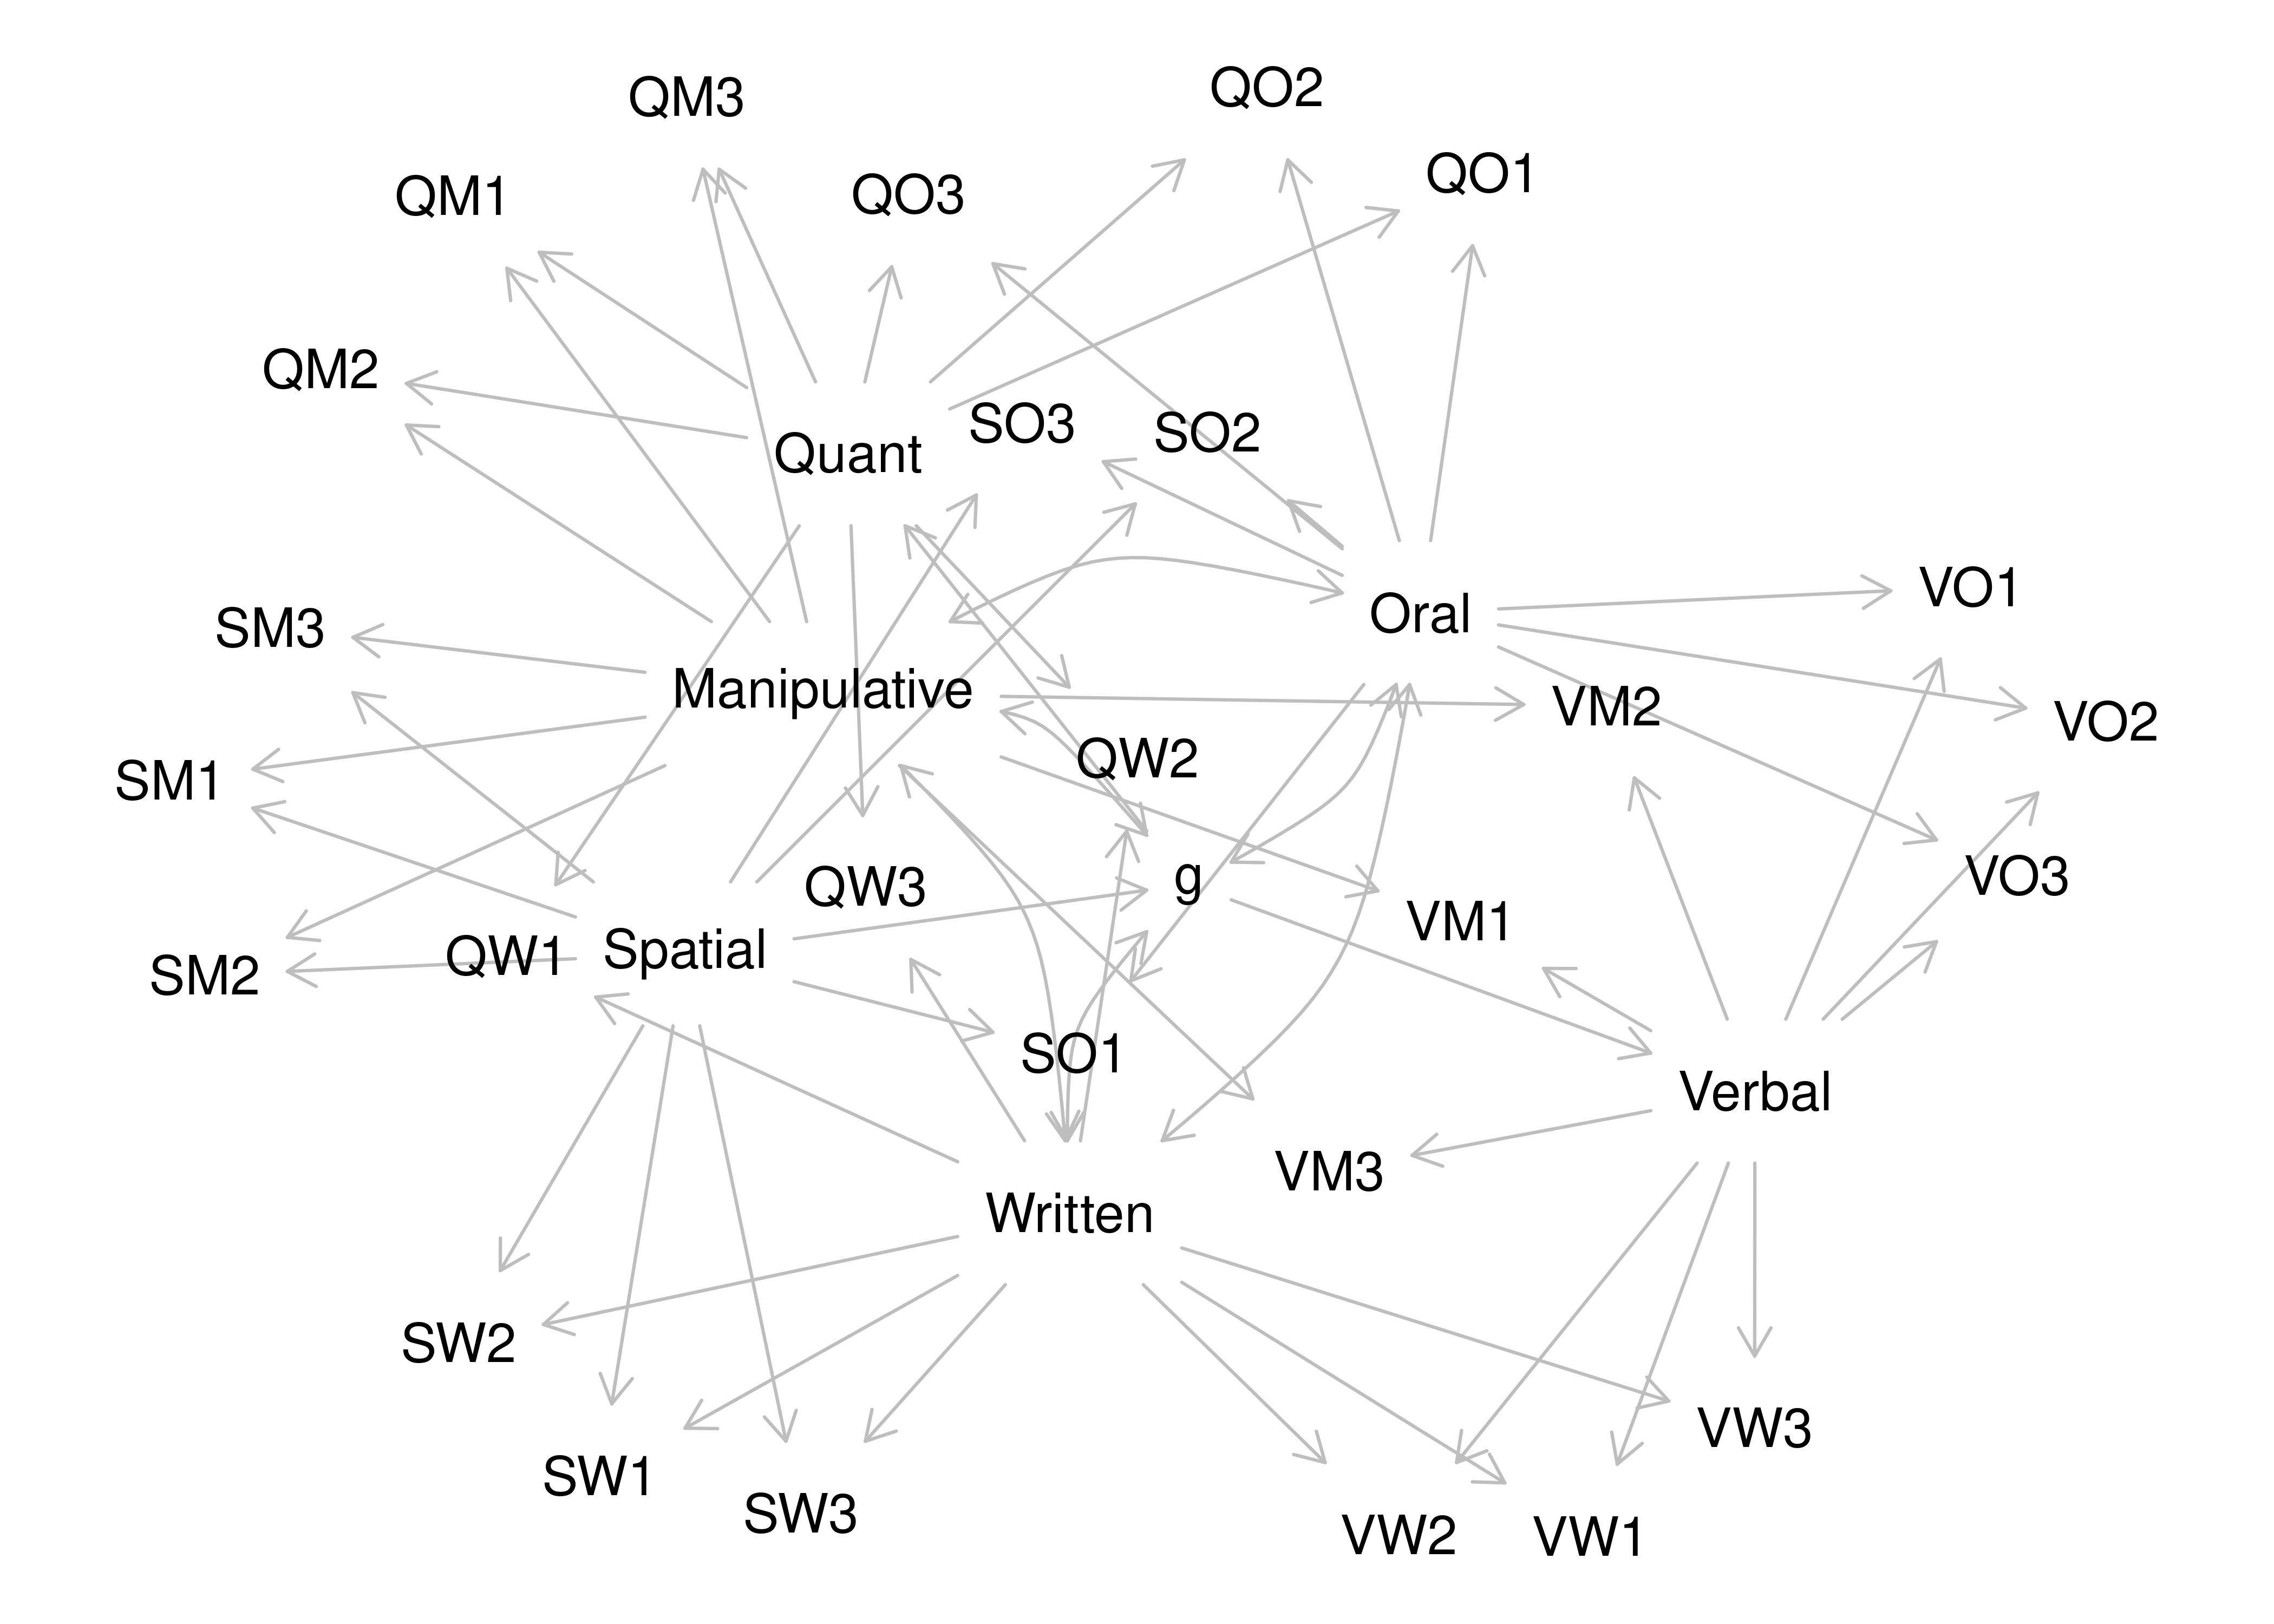 QO2
QM3
QO1
QM1
QO3
QM2
SO3
SO2
Quant
VO1
Oral
SM3
Manipulative
VM2
VO2
QW2
SM1
VO3
g
QW3
VM1
Spatial
QW1
SM2
SO1
Verbal
VM3
Written
SW2
VW3
SW1
SW3
VW2
VW1